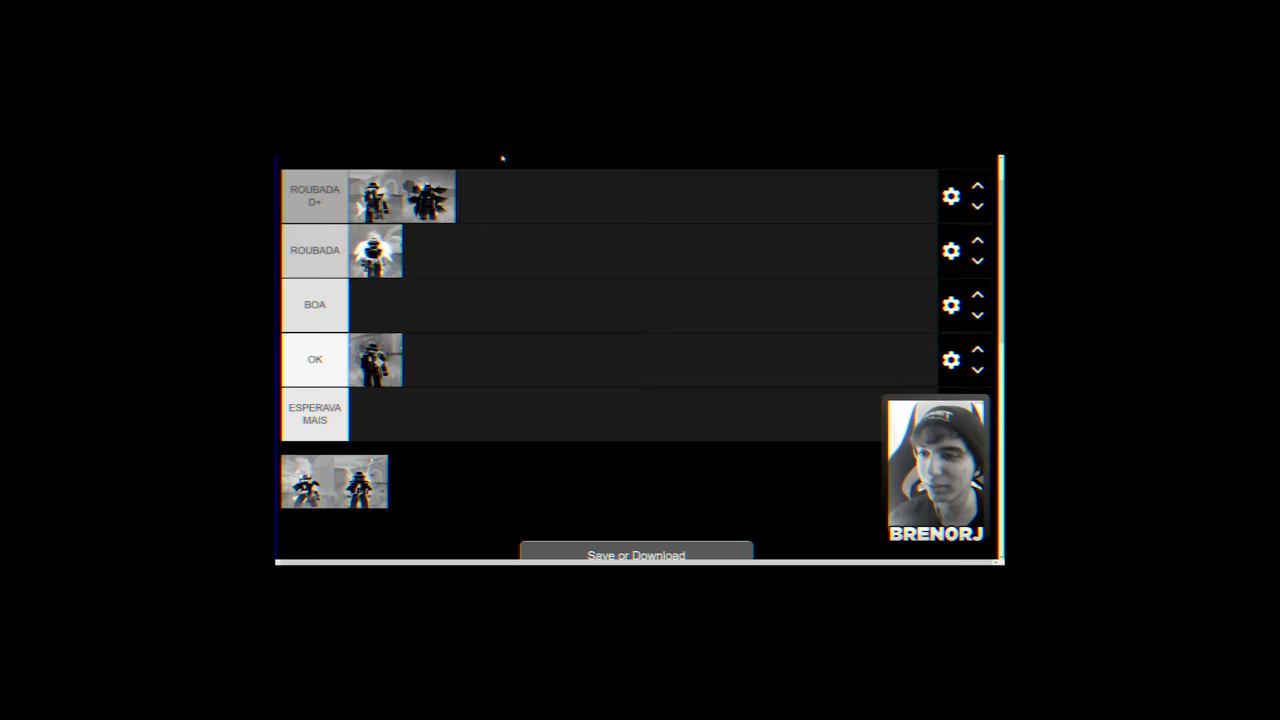 ROUBADA
D+
ROUBADA
BOA
OK
ESPERAVA
MAIS
BRENORJ
Save or Download